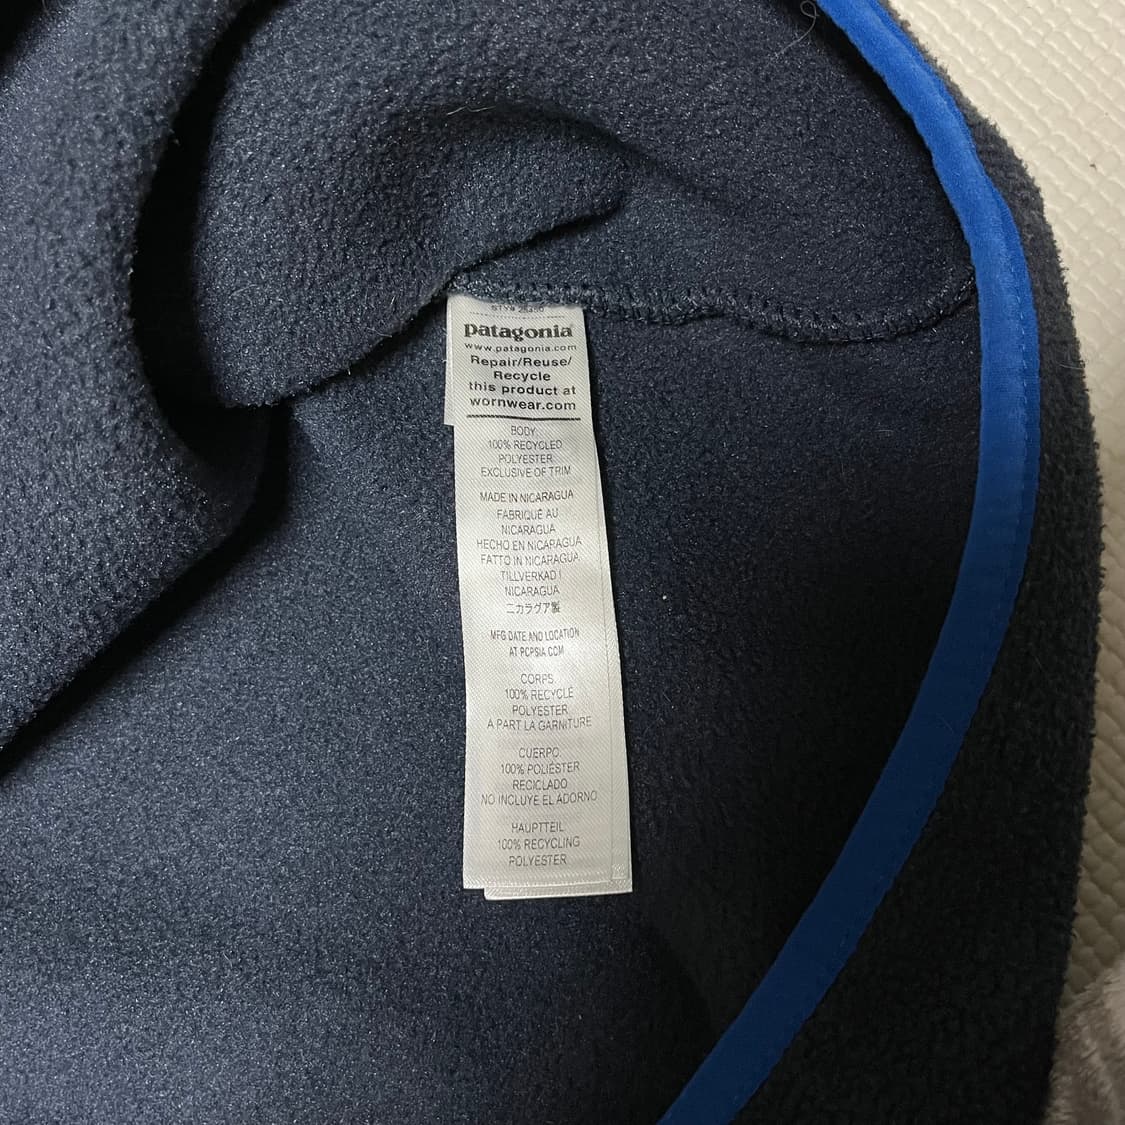 patagonia®
www.patagonia.com
Repair/Reuse/
Recycle
this product at
wornwear.com
BODY:
100% RECYCLED
POLYESTER
EXCLUSIVE OF TRIM
MADE IN NICARAGUA
FABRIQUÉ AU
NICARAGUA
HECHO EN NICARAGUA
FATTO IN NICARAGUA
TILLVERKAD I
NICARAGUA
ニカラグア製
MFG DATE AND LOCATION
AT PCPSIA.COM
CORPS:
100% RECYCLÉ
POLYESTER
À PART LA GARNITURE
CUERPO:
100% POLIÉSTER
RECICLADO
NO INCLUYE EL ADORNO
HAUPTTEIL:
100% RECYCLING
POLYESTER